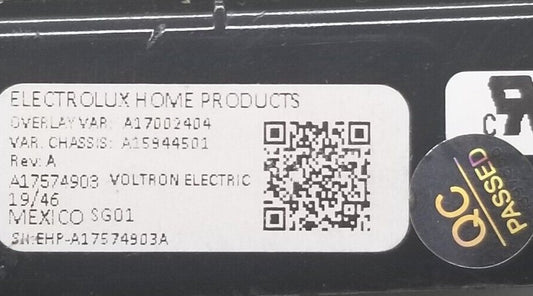 ELECTROLUX HOME PRODUCTS
OVERLAY VAR: A17002404
VAR. CHASSIS: A15944501
Rev: A
A17574903 VOLTRON ELECTRIC
19/46
MEXICO SG01
SN:EHP-A17574903A
QC
PASSED